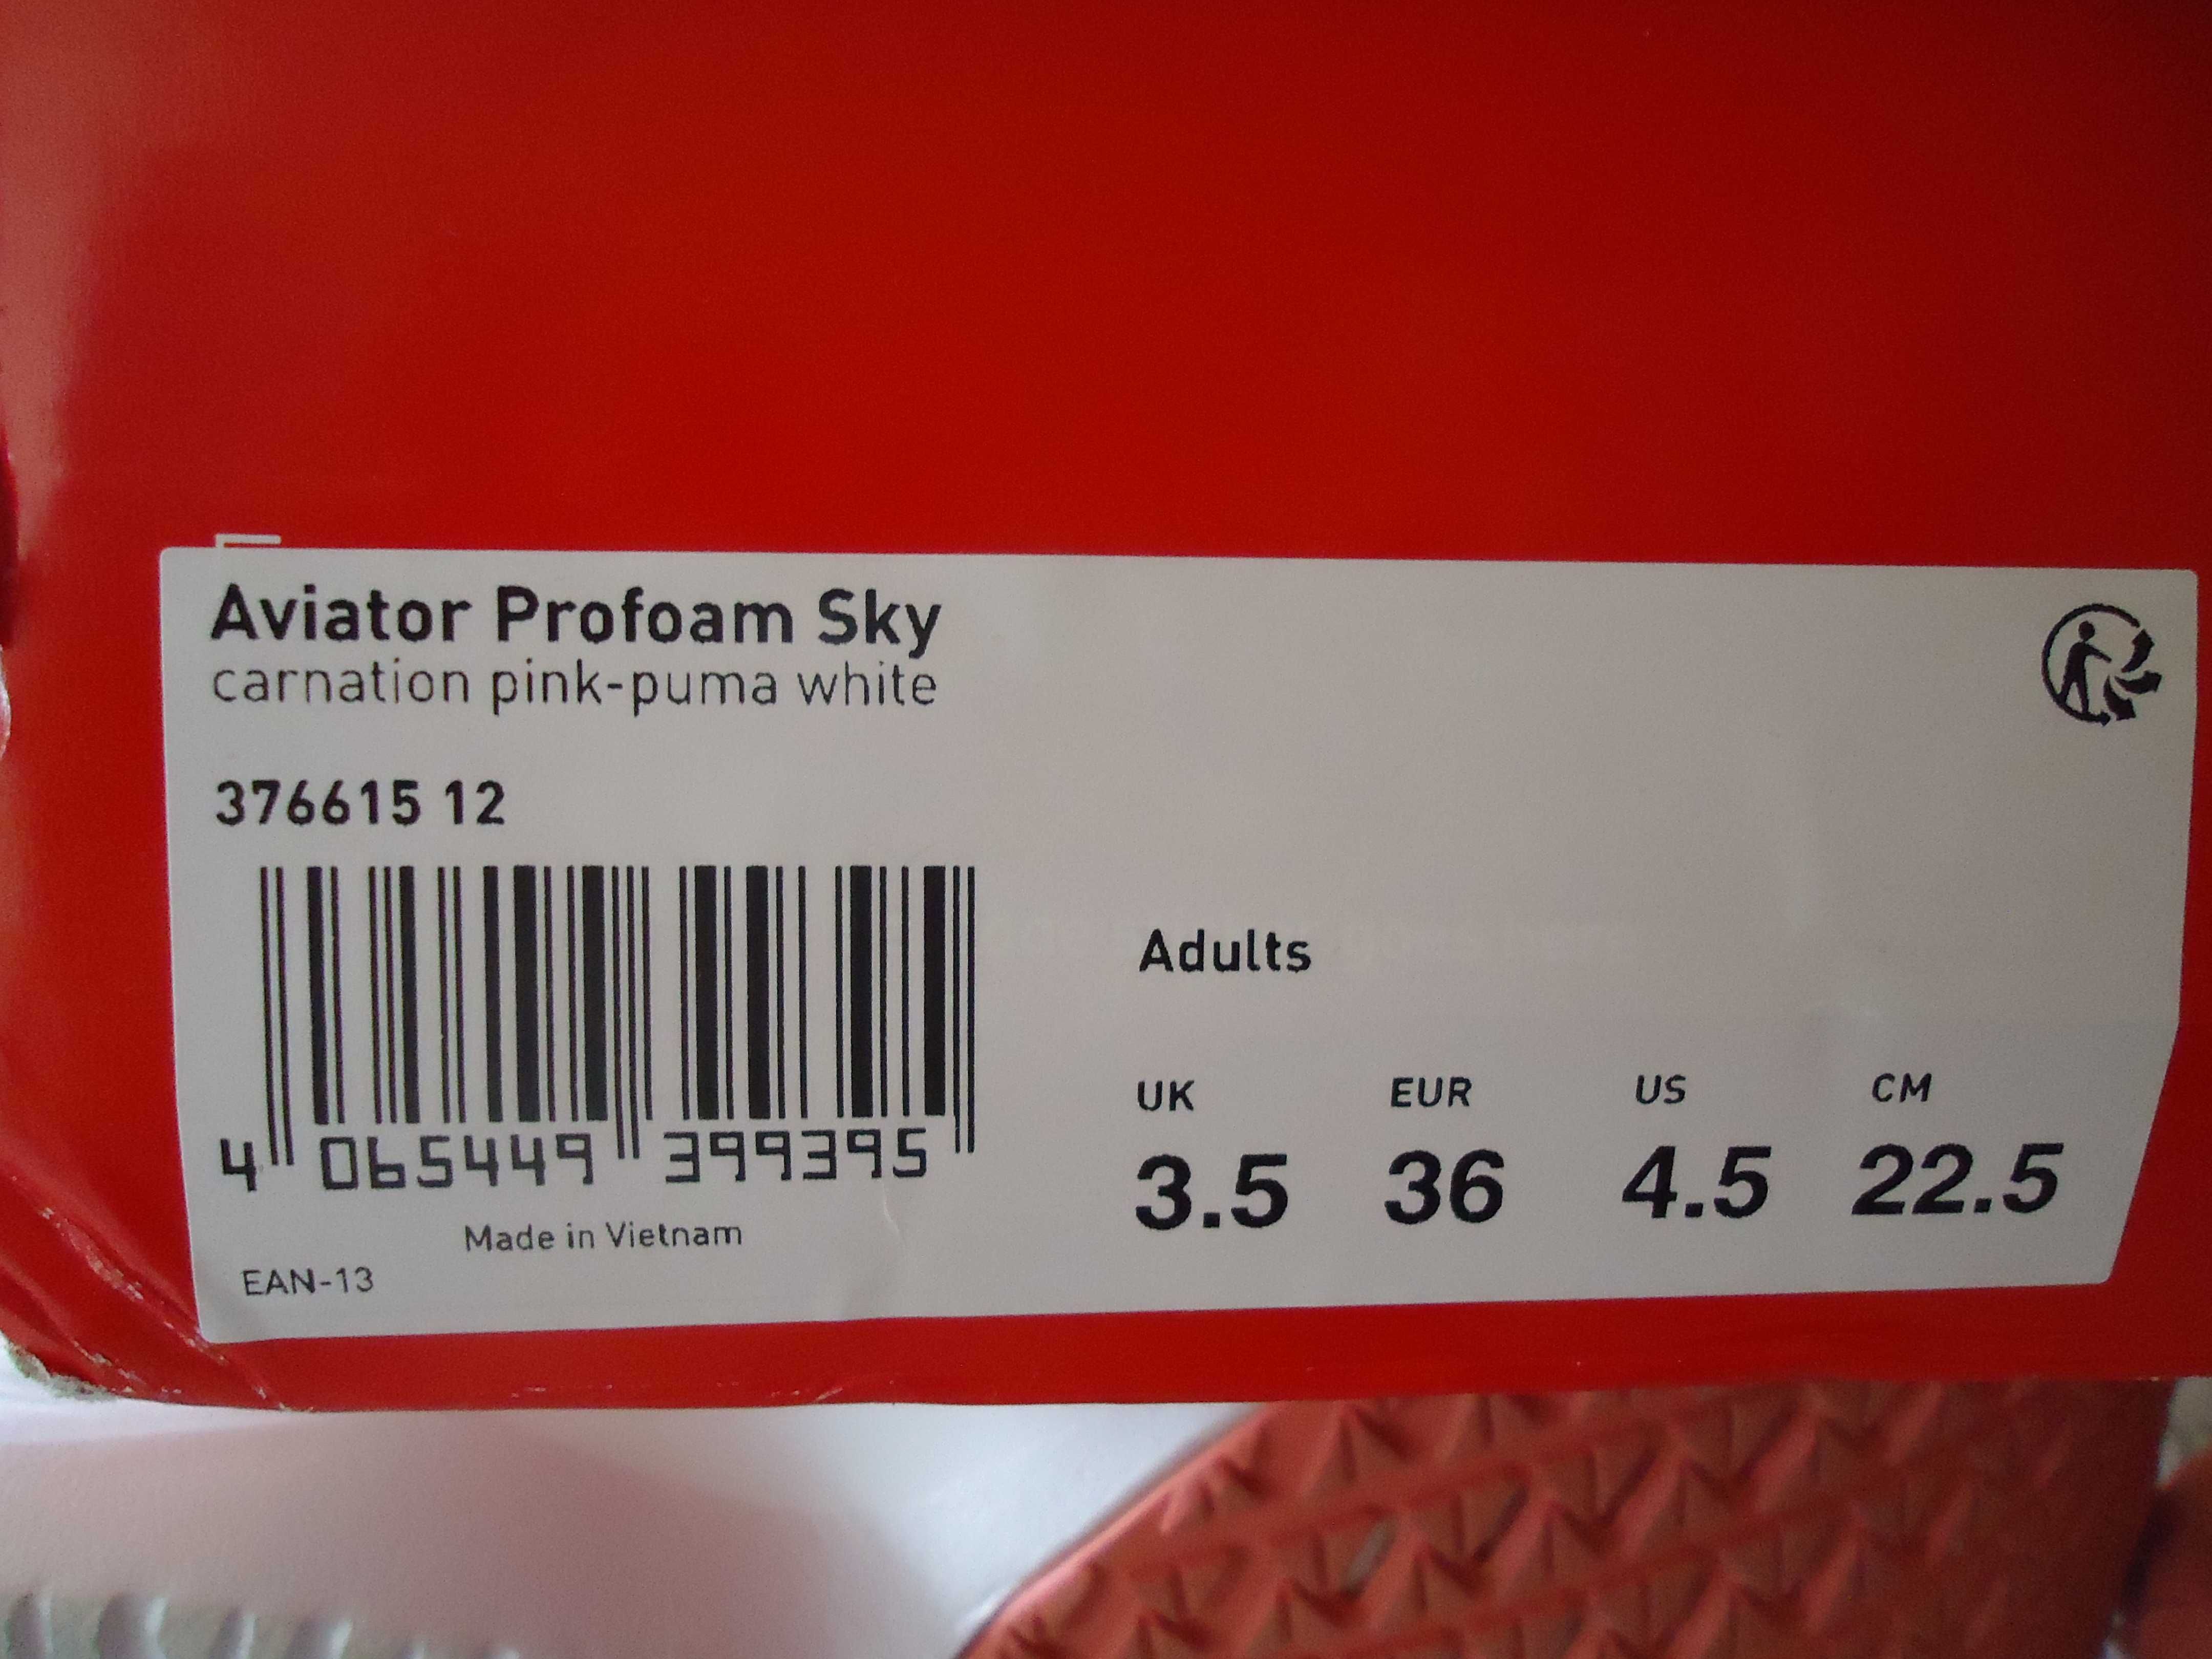 Aviator Profoam Sky
carnation pink-puma white
376615 12
4 065449 399395
Made in Vietnam
EAN-13
Adults
UK EUR US CM
3.5 36 4.5 22.5